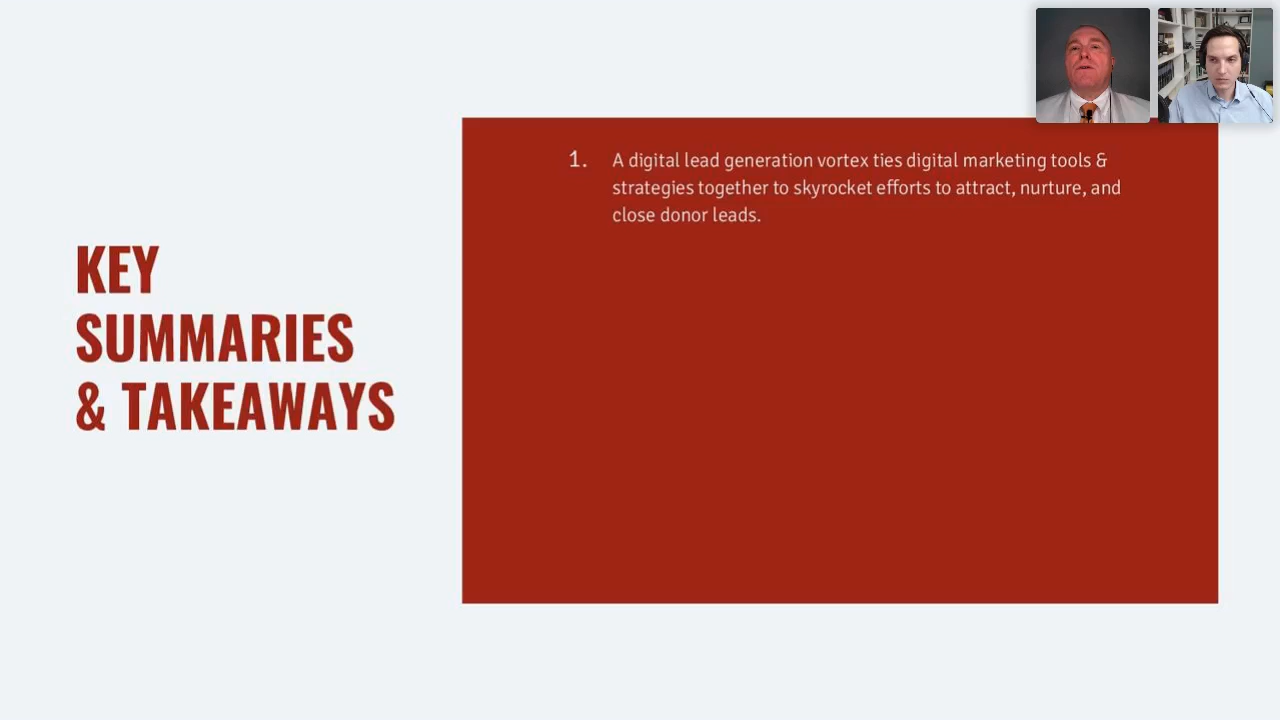 KEY
SUMMARIES
& TAKEAWAYS
1. A digital lead generation vortex ties digital marketing tools &
strategies together to skyrocket efforts to attract, nurture, and
close donor leads.